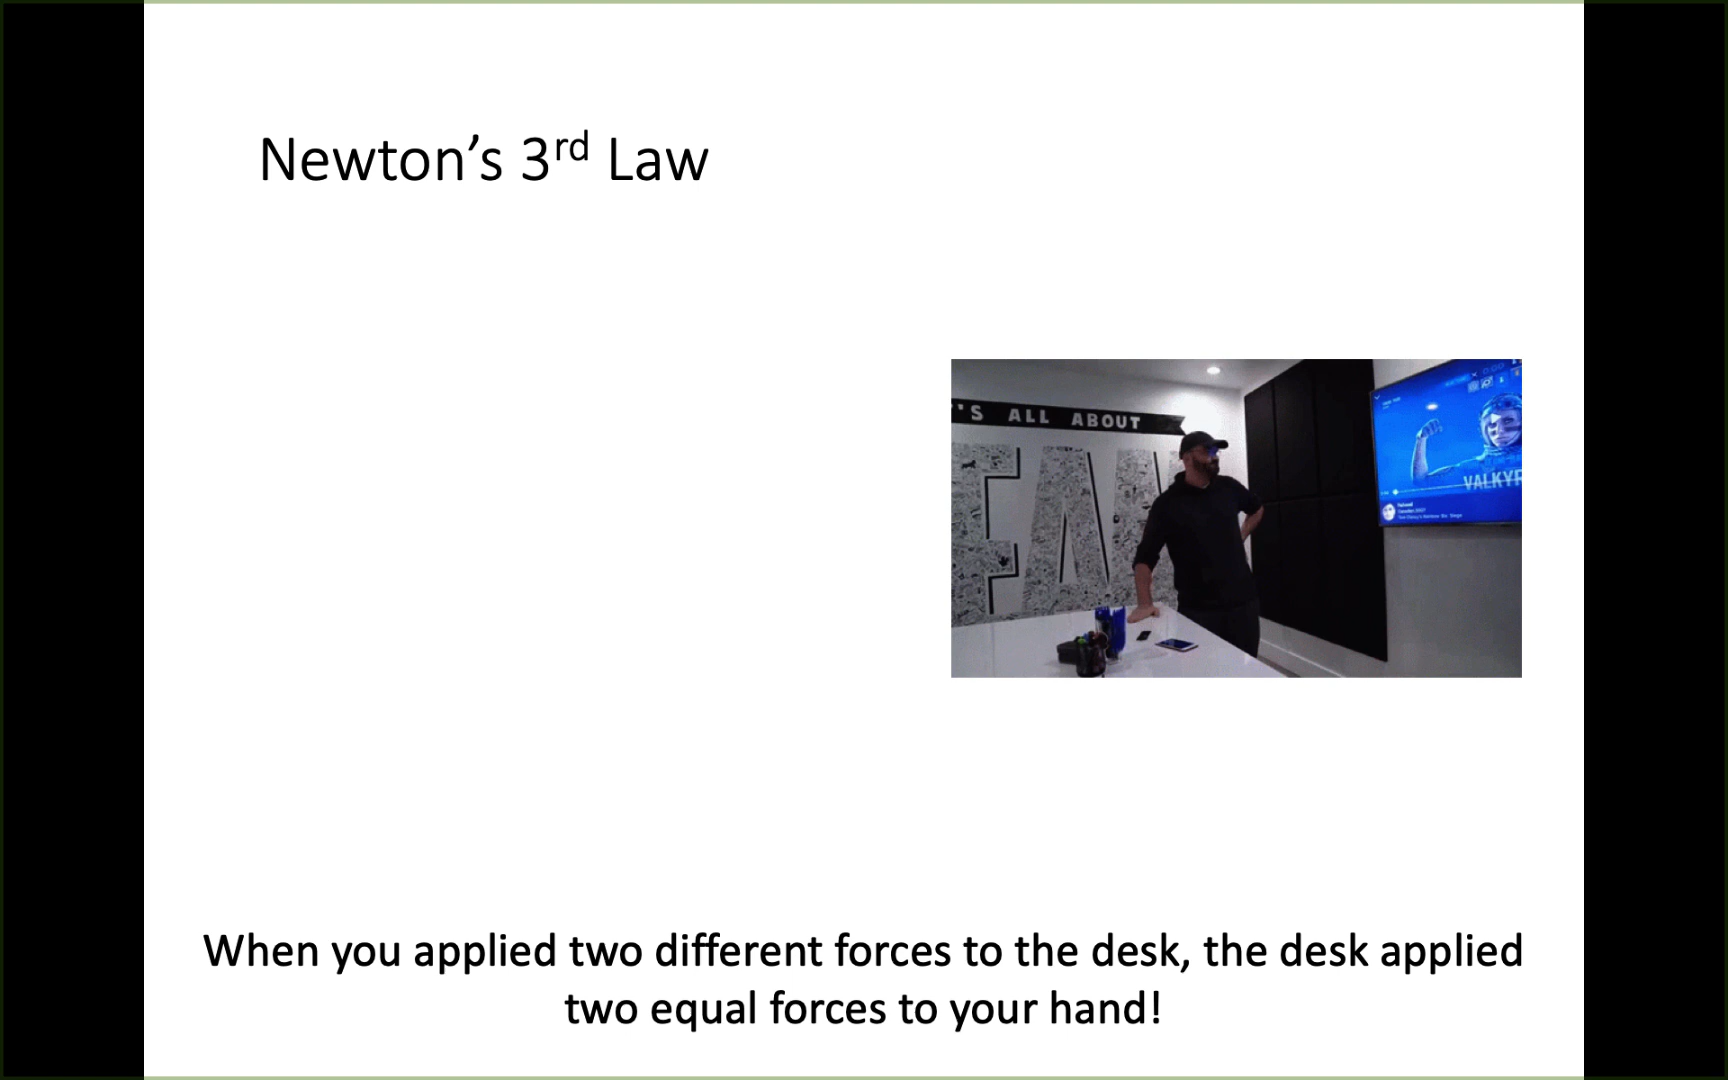 Newton’s 3rd Law
'S ALL ABOUT
FAN
VALKYR
When you applied two different forces to the desk, the desk applied
two equal forces to your hand!